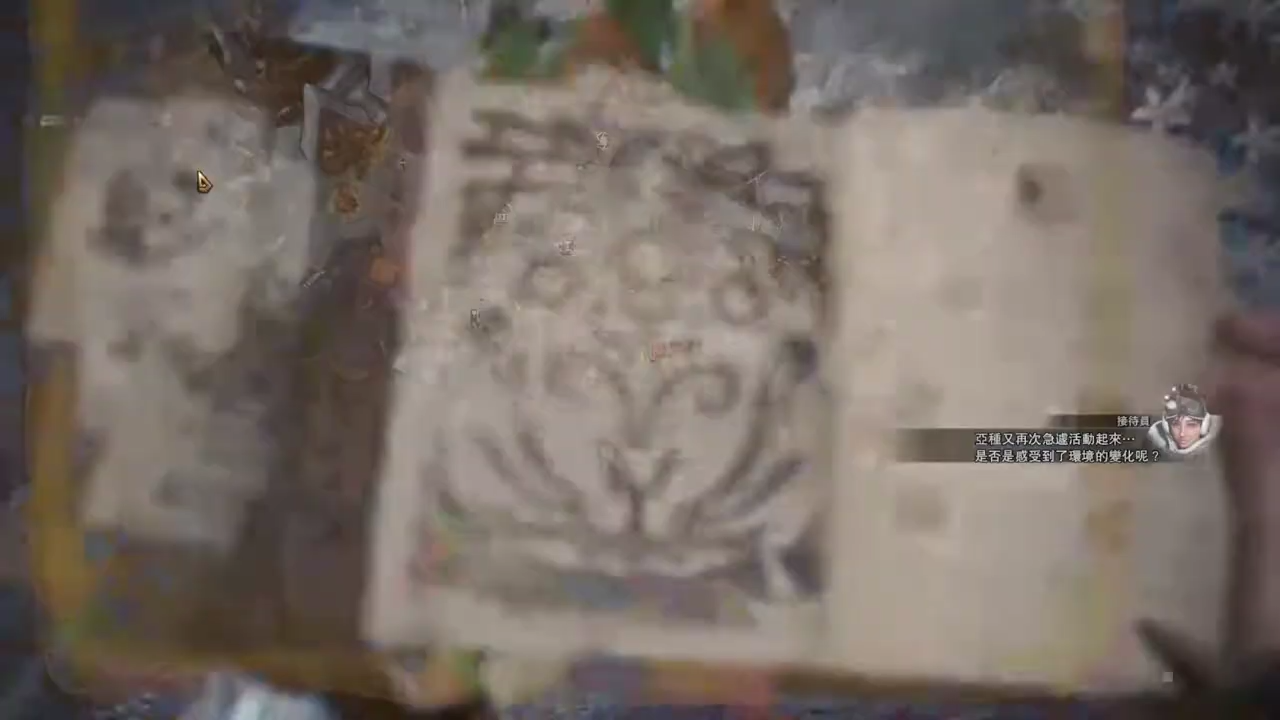 接待員
亞種又再次急遽活動起來…
是否是感受到了環境的變化呢？